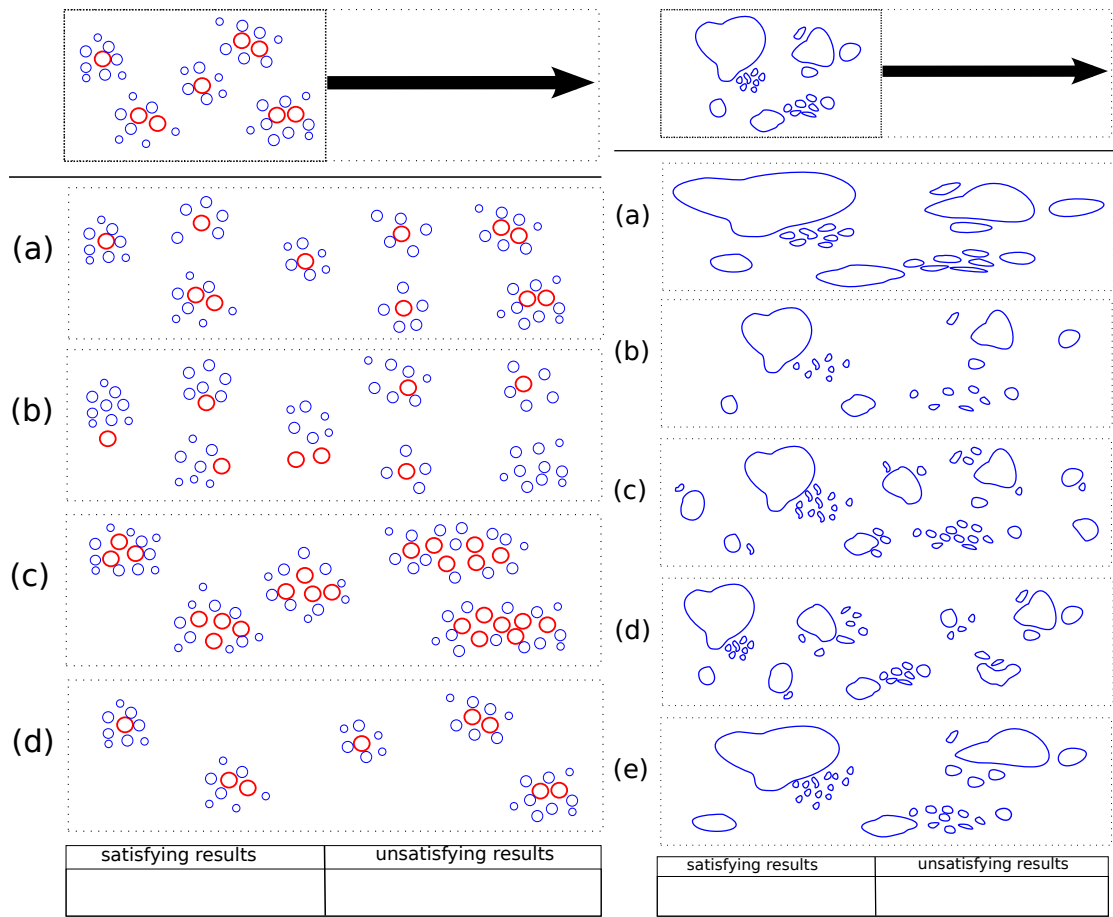 (a)
(b)
(c)
(d)
satisfying results unsatisfying results
(a)
(b)
(c)
(d)
(e)
satisfying results unsatisfying results